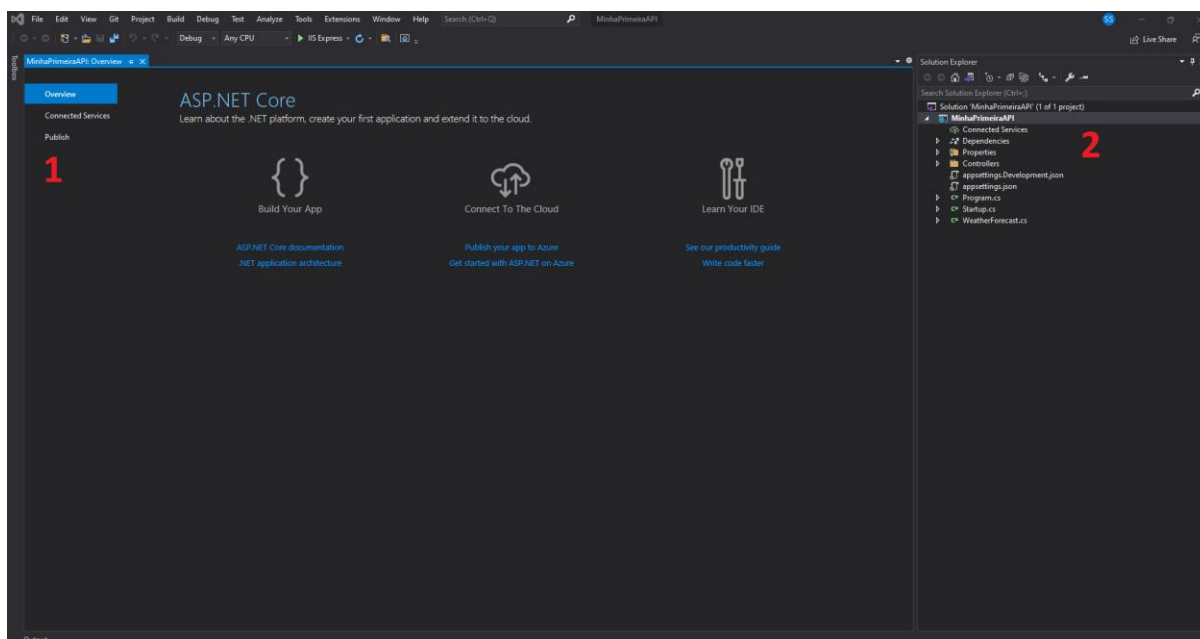 File Edit View Git Project Build Debug Test Analyze Tools Extensions Window Help Search (Ctrl+Q) MinhaPrimeiraAPI SS
Debug Any CPU IIS Express Live Share
Toolbox
MinhaPrimeiraAPI: Overview
Overview
Connected Services
Publish
1
ASP.NET Core
Learn about the .NET platform, create your first application and extend it to the cloud.
Build Your App
Connect To The Cloud
Learn Your IDE
ASP.NET Core documentation
.NET application architecture
Publish your app to Azure
Get started with ASP.NET on Azure
See our productivity guide
Write code faster
Solution Explorer
Search Solution Explorer (Ctrl+;)
Solution 'MinhaPrimeiraAPI' (1 of 1 project)
MinhaPrimeiraAPI
Connected Services
Dependencies
Properties
Controllers
appsettings.Development.json
appsettings.json
Program.cs
Startup.cs
WeatherForecast.cs
2